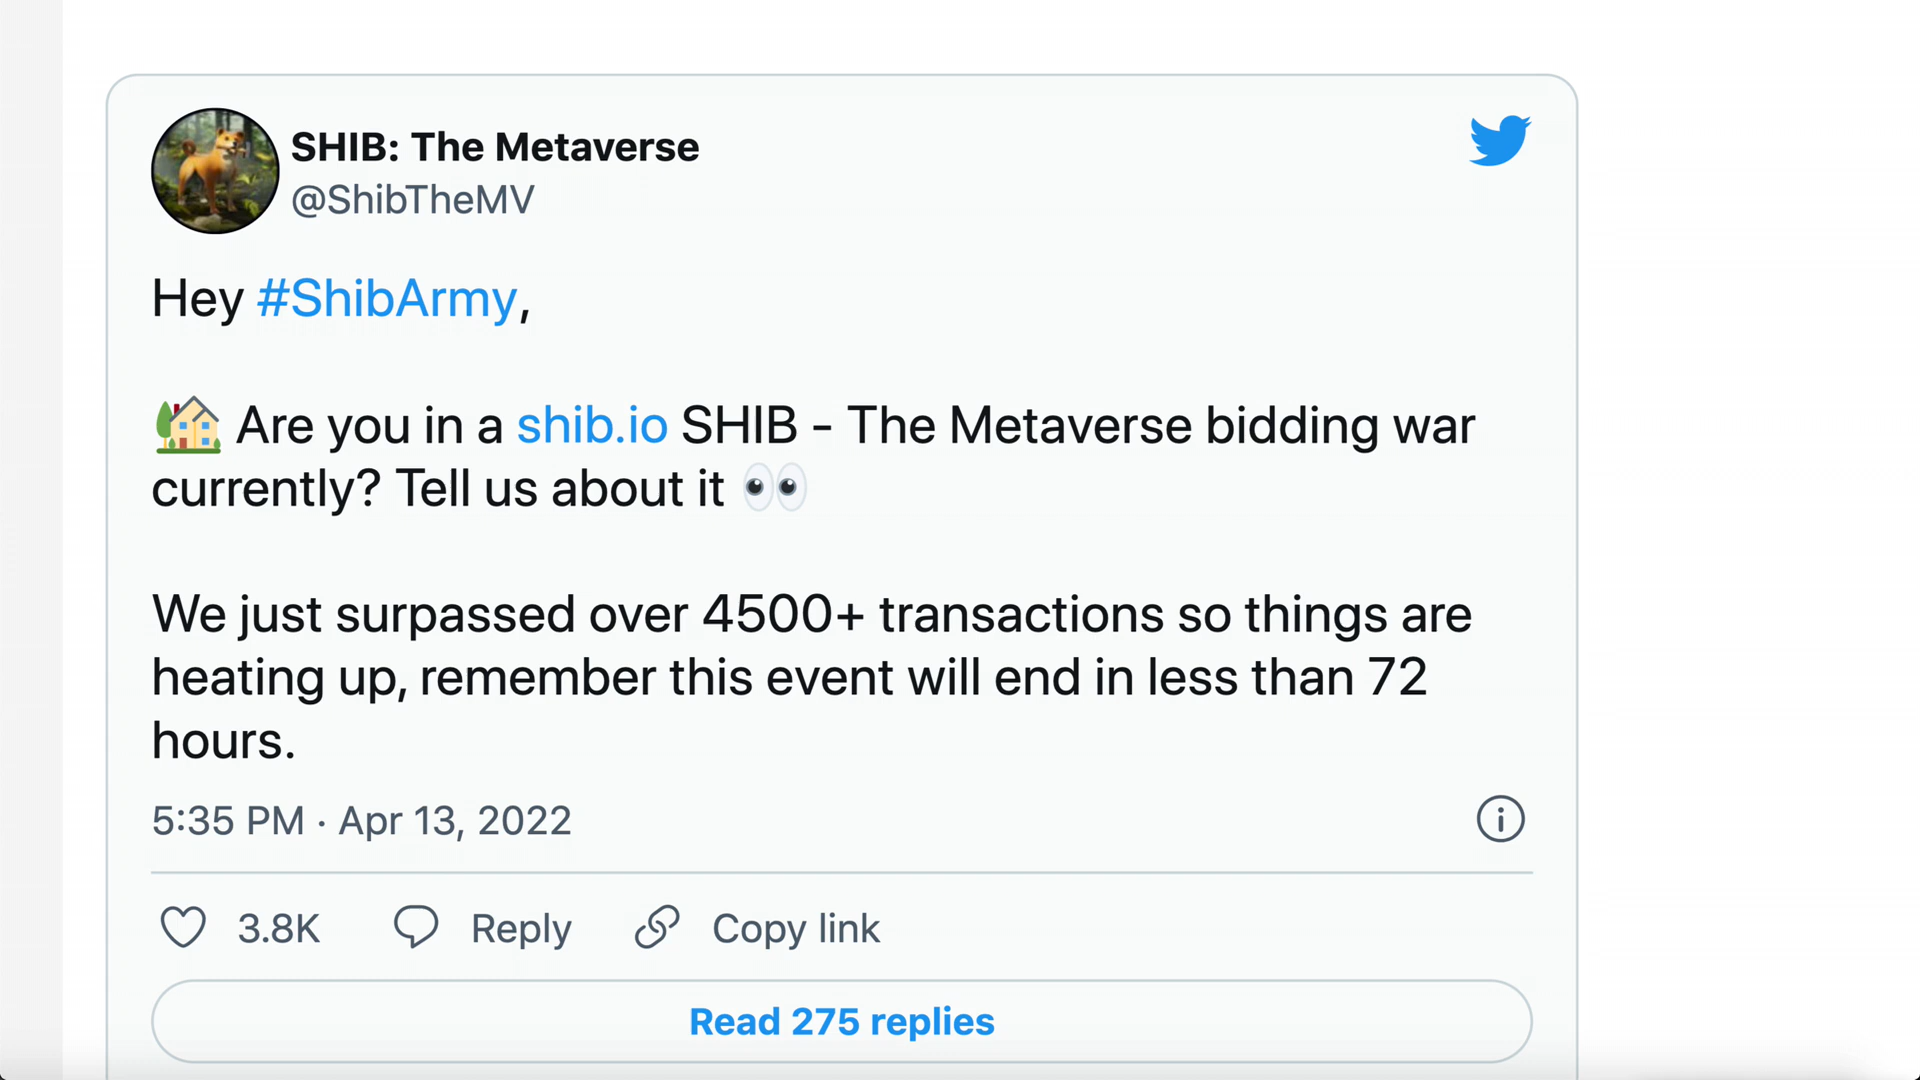 SHIB: The Metaverse
@ShibTheMV
Hey #ShibArmy,
🏡 Are you in a shib.io SHIB - The Metaverse bidding war
currently? Tell us about it 👀
We just surpassed over 4500+ transactions so things are
heating up, remember this event will end in less than 72
hours.
5:35 PM · Apr 13, 2022
3.8K Reply Copy link
Read 275 replies